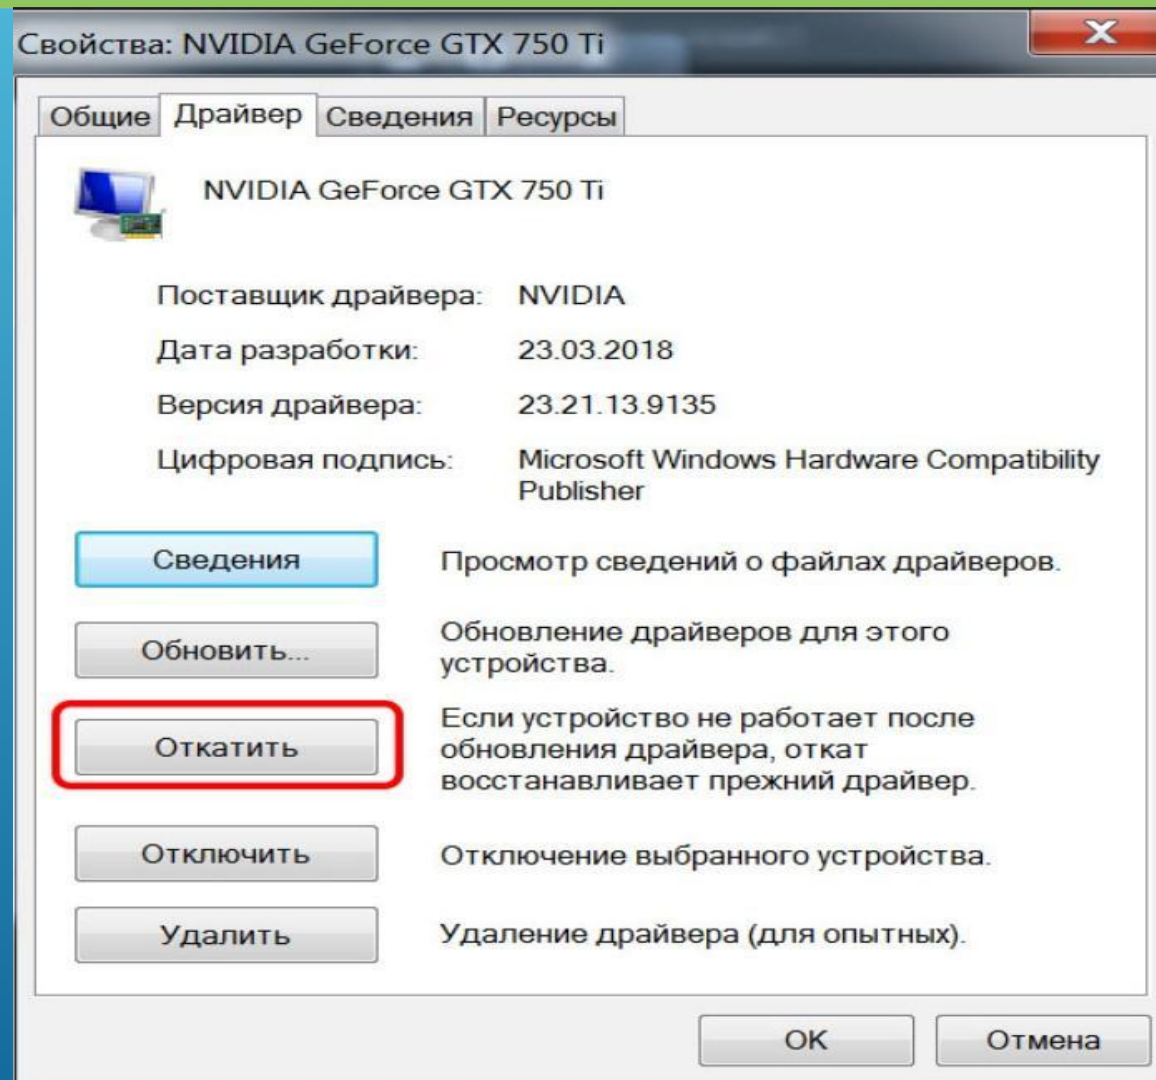 Свойства: NVIDIA GeForce GTX 750 Ti
Общие Драйвер Сведения Ресурсы
NVIDIA GeForce GTX 750 Ti
Поставщик драйвера: NVIDIA
Дата разработки: 23.03.2018
Версия драйвера: 23.21.13.9135
Цифровая подпись: Microsoft Windows Hardware Compatibility
Publisher
Сведения Просмотр сведений о файлах драйверов.
Обновить... Обновление драйверов для этого
устройства.
Откатить Если устройство не работает после
обновления драйвера, откат
восстанавливает прежний драйвер.
Отключить Отключение выбранного устройства.
Удалить Удаление драйвера (для опытных).
OK Отмена